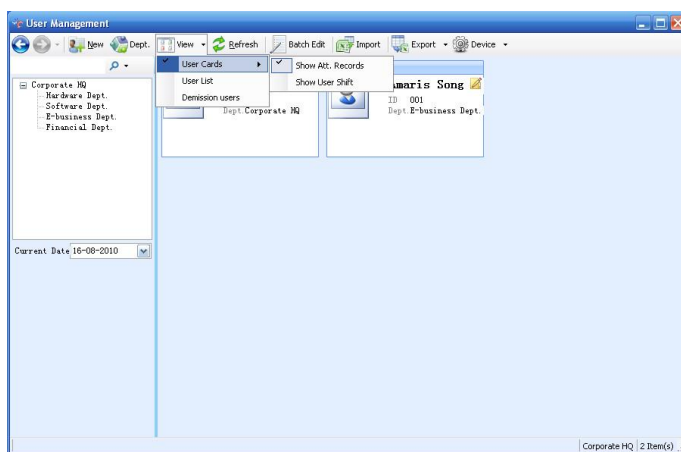 User Management
New Dept. View Refresh Batch Edit Import Export Device
User Cards
User List
Demission users
Show Att. Records
Show User Shift
Corporate HQ
Hardware Dept.
Software Dept.
E-business Dept.
Financial Dept.
Dept.Corporate HQ
Amaris Song
ID 001
Dept.E-business Dept.
Current Date 16-08-2010
Corporate HQ 2 Item(s)